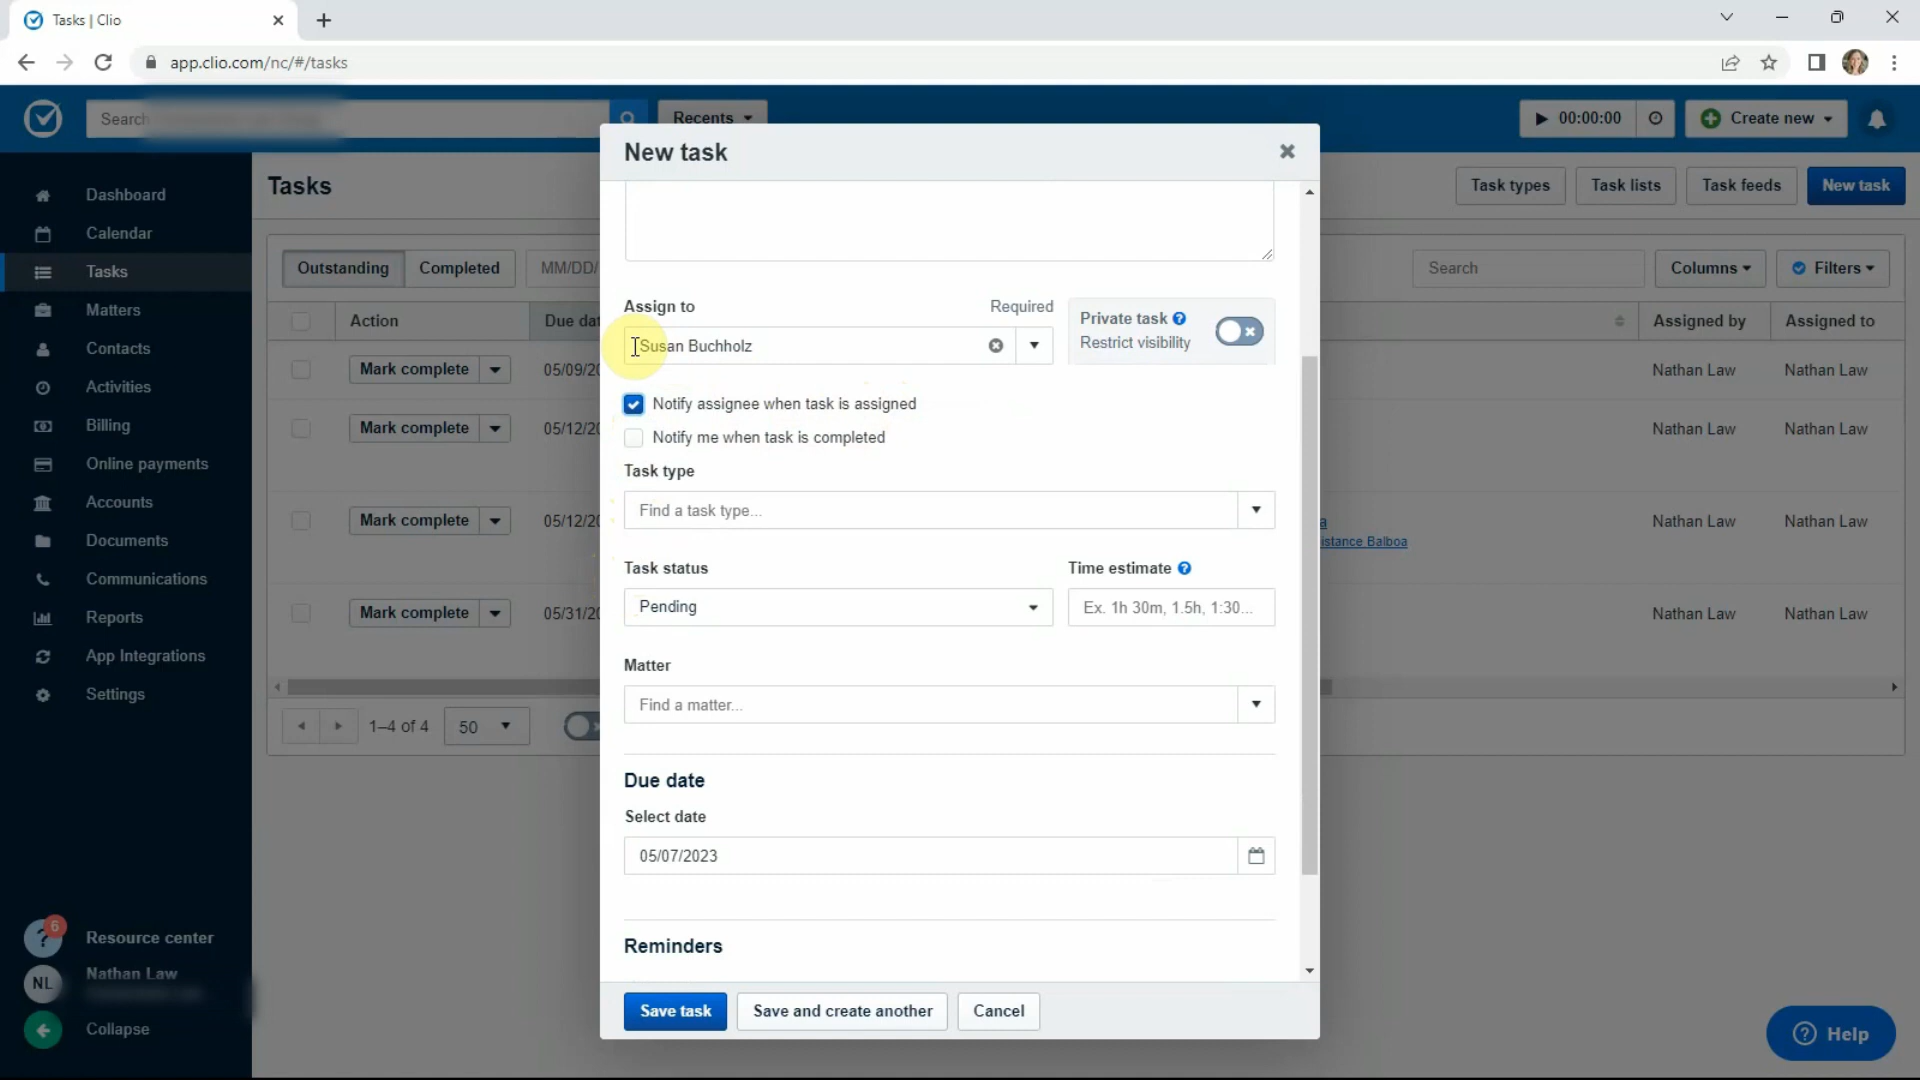 Tasks | Clio
app.clio.com/nc/#/tasks
Search
Recents
00:00:00
Create new
New task
Dashboard
Calendar
Tasks
Matters
Contacts
Activities
Billing
Online payments
Accounts
Documents
Communications
Reports
App Integrations
Settings
6
Resource center
NL
Nathan Law
Collapse
Tasks
Task types
Task lists
Task feeds
New task
Outstanding
Completed
MM/DD/
Search
Columns
Filters
Action
Due dat
Assigned by
Assigned to
Mark complete
05/09/20
Nathan Law
Nathan Law
Mark complete
05/12/20
Nathan Law
Nathan Law
Mark complete
05/12/20
a
istance Balboa
Nathan Law
Nathan Law
Mark complete
05/31/20
Nathan Law
Nathan Law
1–4 of 4
50
Assign to
Required
Susan Buchholz
Private task
Restrict visibility
Notify assignee when task is assigned
Notify me when task is completed
Task type
Find a task type...
Task status
Time estimate
Pending
Ex. 1h 30m, 1.5h, 1:30...
Matter
Find a matter...
Due date
Select date
05/07/2023
Reminders
Save task
Save and create another
Cancel
Help